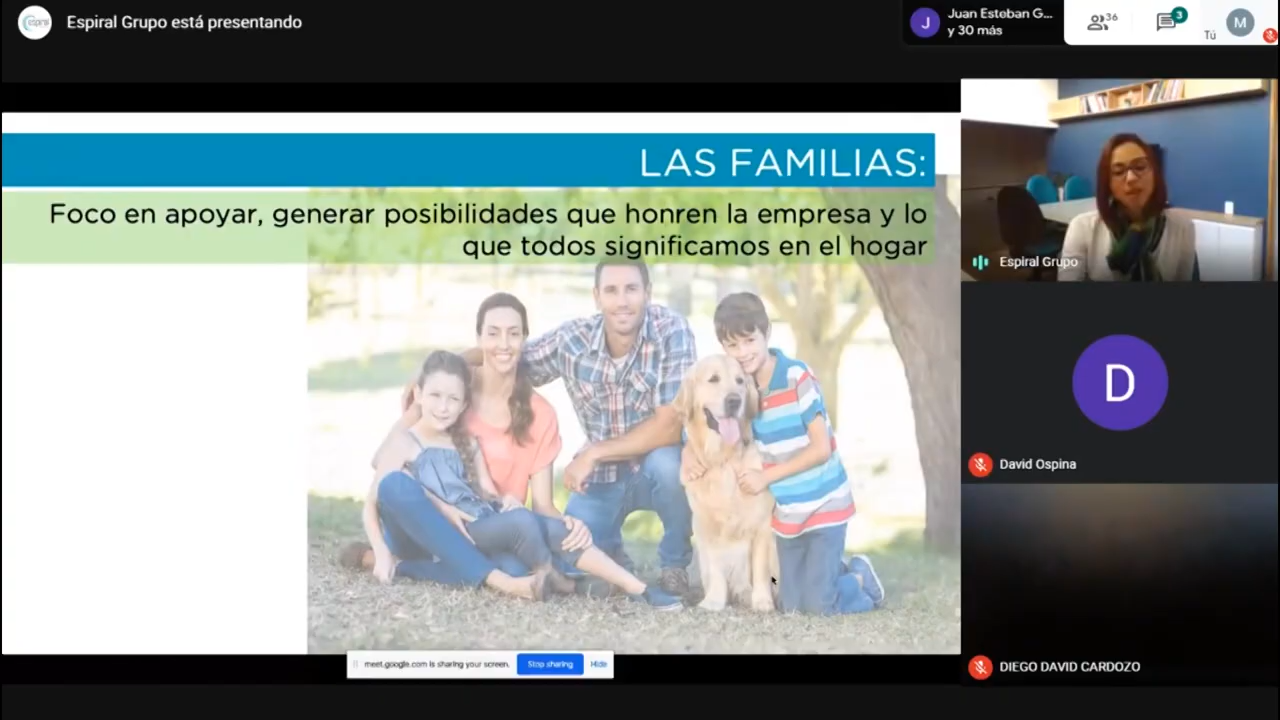 Espiral Grupo está presentando
Juan Esteban G...
y 30 más
36
3
Tú
M
J
LAS FAMILIAS:
Foco en apoyar, generar posibilidades que honren la empresa y lo
que todos significamos en el hogar
Espiral Grupo
D
David Ospina
DIEGO DAVID CARDOZO
meet.google.com is sharing your screen.
Stop sharing
Hide